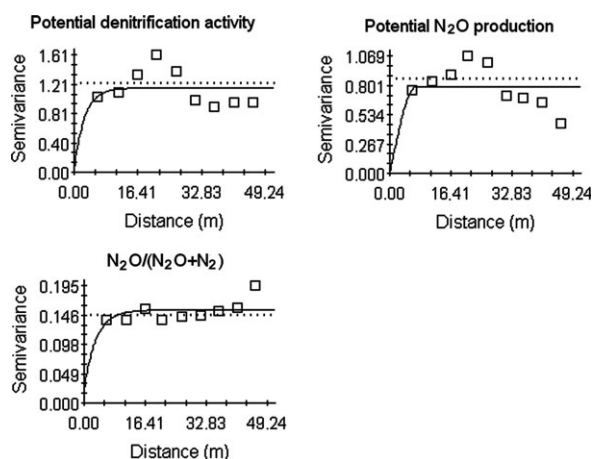 Potential denitrification activity
Semivariance
1.61
1.21
0.81
0.40
0.00
0.00 16.41 32.83 49.24
Distance (m)
Potential N₂O production
Semivariance
1.069
0.801
0.534
0.267
0.000
0.00 16.41 32.83 49.24
Distance (m)
N₂O/(N₂O+N₂)
Semivariance
0.195
0.146
0.098
0.049
0.000
0.00 16.41 32.83 49.24
Distance (m)